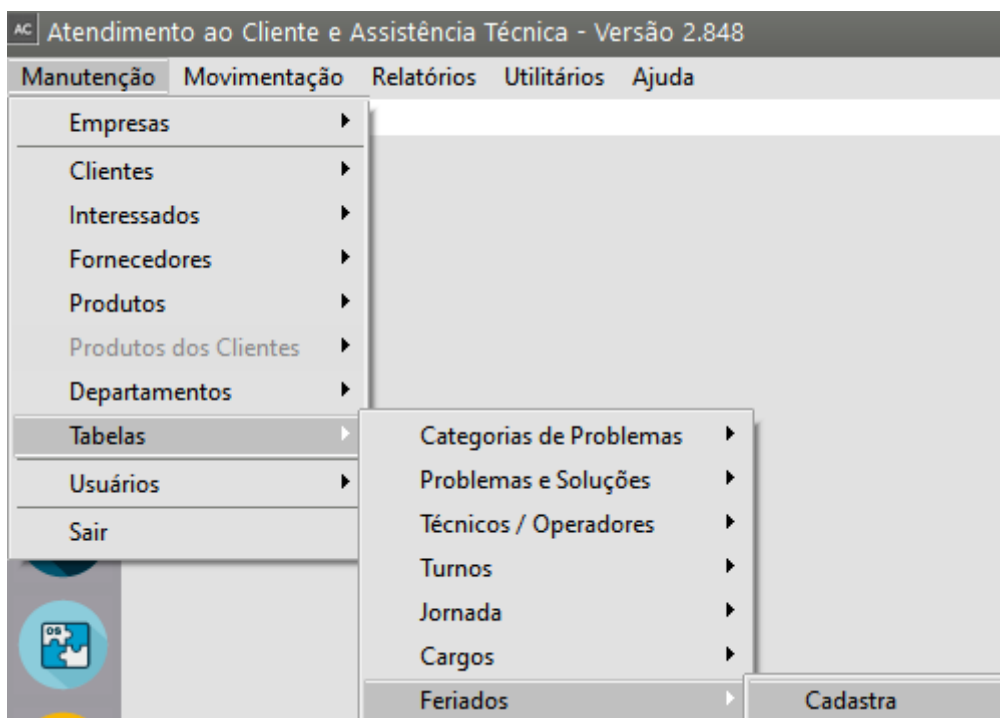 AC Atendimento ao Cliente e Assistência Técnica - Versão 2.848
Manutenção Movimentação Relatórios Utilitários Ajuda
Empresas
Clientes
Interessados
Fornecedores
Produtos
Produtos dos Clientes
Departamentos
Tabelas
Usuários
Sair
Categorias de Problemas
Problemas e Soluções
Técnicos / Operadores
Turnos
Jornada
Cargos
Feriados
Cadastra
OS